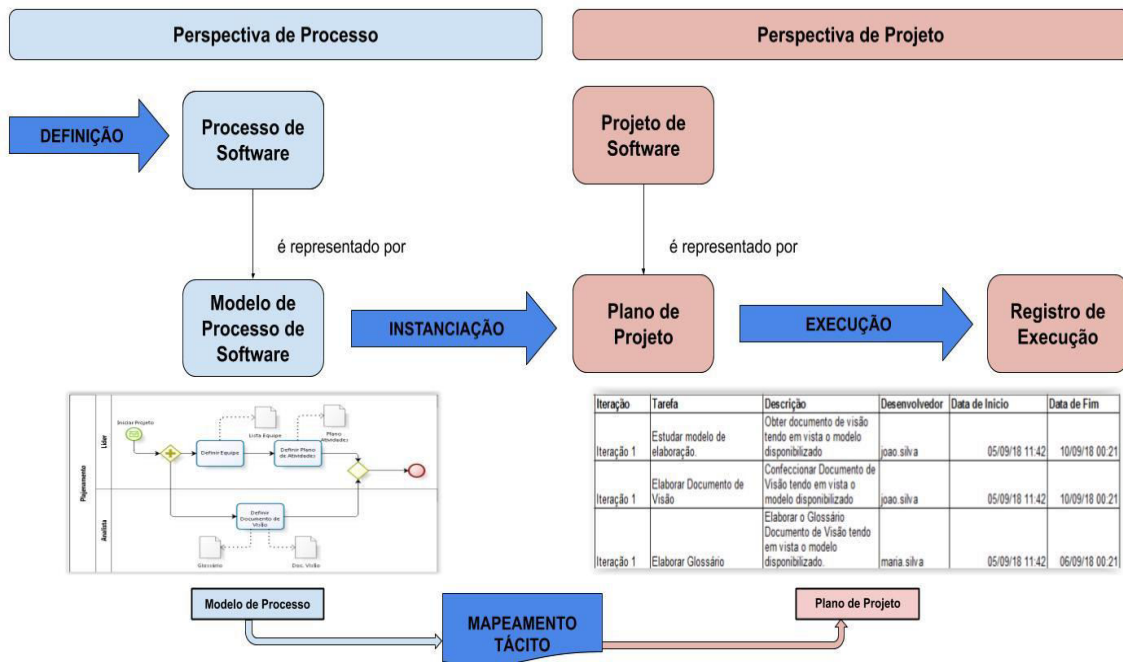 Perspectiva de Processo
Perspectiva de Projeto
DEFINIÇÃO
Processo de
Software
Projeto de
Software
é representado por
é representado por
Modelo de
Processo de
Software
INSTANCIAÇÃO
Plano de
Projeto
EXECUÇÃO
Registro de
Execução
Planejamento
Líder
Analista
Iniciar Projeto
Definir Equipe
Lista Equipe
Definir Plano
de Atividades
Plano
Atividades
Definir
Documento de
Visão
Glossário
Doc. Visão
Iteração Tarefa Descrição Desenvolvedor Data de Início Data de Fim
Iteração 1
Estudar modelo de
elaboração.
Obter documento de visão
tendo em vista o modelo
disponibilizado
joao.silva
05/09/18 11:42
10/09/18 00:21
Iteração 1
Elaborar Documento de
Visão
Confeccionar Documento de
Visão tendo em vista o
modelo disponibilizado
joao.silva
05/09/18 11:42
10/09/18 00:21
Iteração 1
Elaborar Glossário
Elaborar o Glossário
Documento de Visão tendo
em vista o modelo
disponibilizado.
maria.silva
05/09/18 11:42
06/09/18 00:21
Modelo de Processo
MAPEAMENTO
TÁCITO
Plano de Projeto